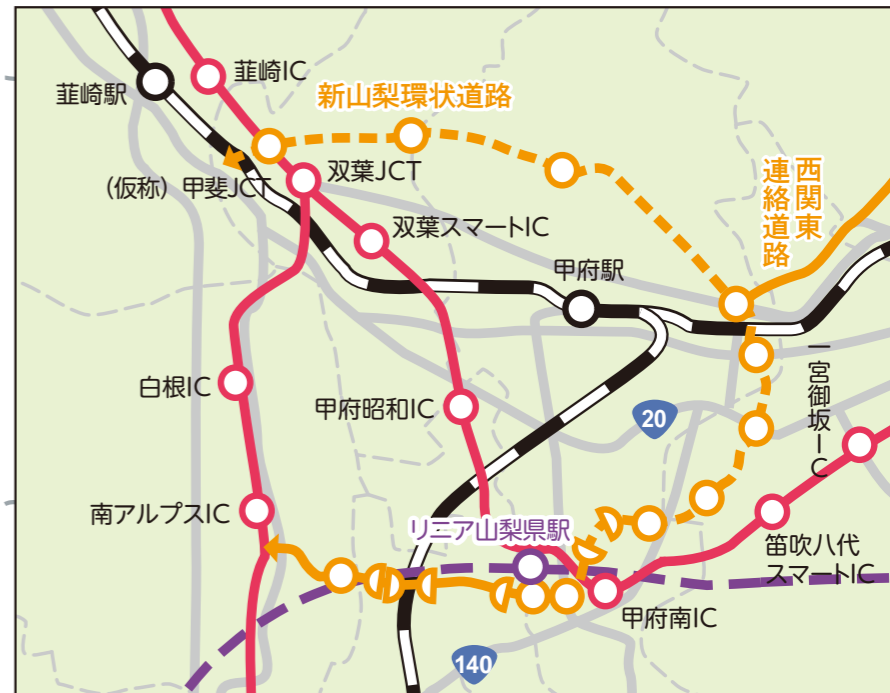 韮崎IC
韮崎駅
新山梨環状道路
(仮称)甲斐JCT
双葉JCT
西関東
連絡道路
双葉スマートIC
甲府駅
白根IC
甲府昭和IC
20
一宮御坂IC
南アルプスIC
リニア山梨県駅
笛吹八代
スマートIC
甲府南IC
140